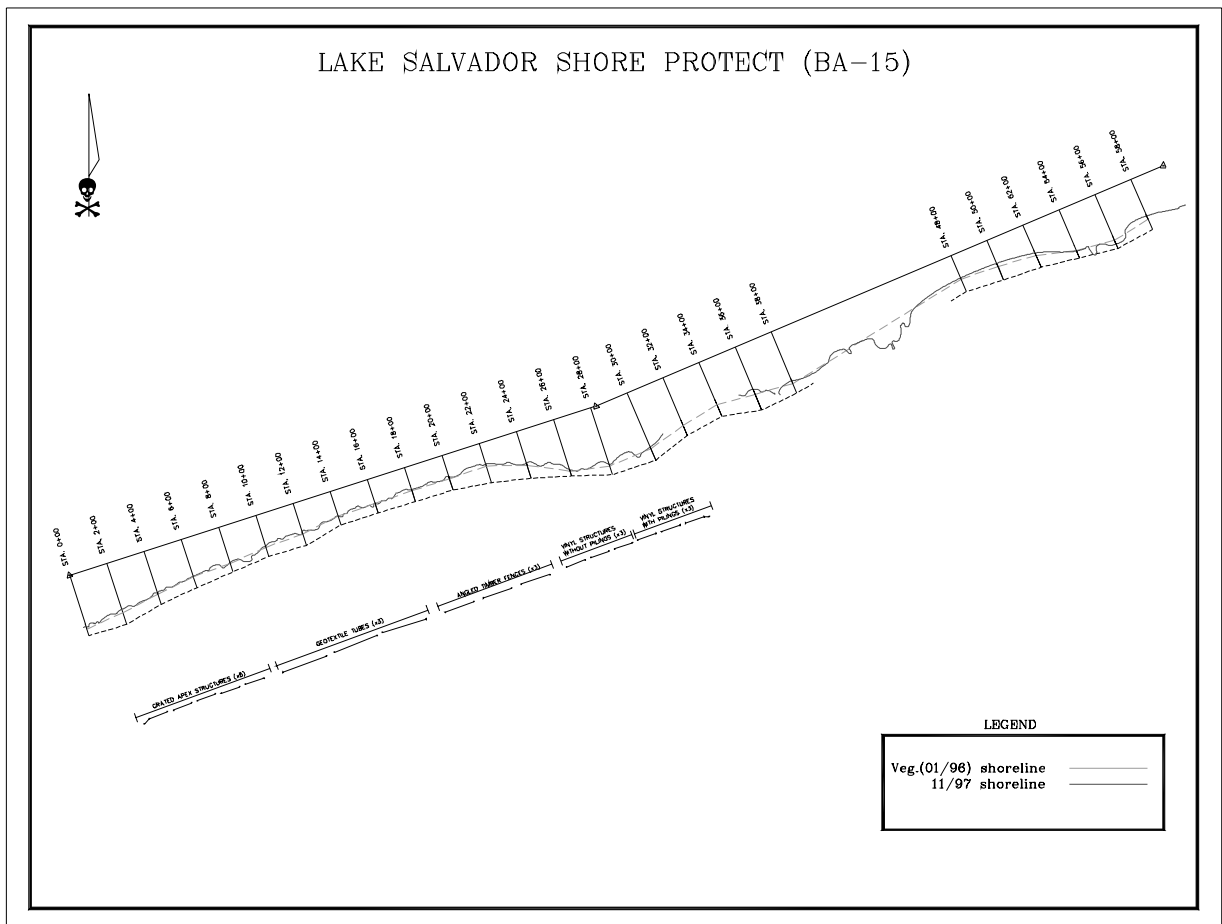 LAKE SALVADOR SHORE PROTECT (BA-15)
STA. 0+00
STA. 2+00
STA. 4+00
STA. 6+00
STA. 8+00
STA. 10+00
STA. 12+00
STA. 14+00
STA. 16+00
STA. 18+00
STA. 20+00
STA. 22+00
STA. 24+00
STA. 26+00
STA. 28+00
STA. 30+00
STA. 32+00
STA. 34+00
STA. 36+00
STA. 38+00
STA. 48+00
STA. 50+00
STA. 52+00
STA. 54+00
STA. 56+00
STA. 58+00
GRATED APEX STRUCTURES
GEOTEXTILE TUBES (x3)
ANGLED TIMBER FENCES (x3)
VINYL STRUCTURES
WITHOUT PILINGS (x3)
VINYL STRUCTURES
WITH PILINGS (x3)
LEGEND
Veg.(01/96) shoreline
11/97 shoreline